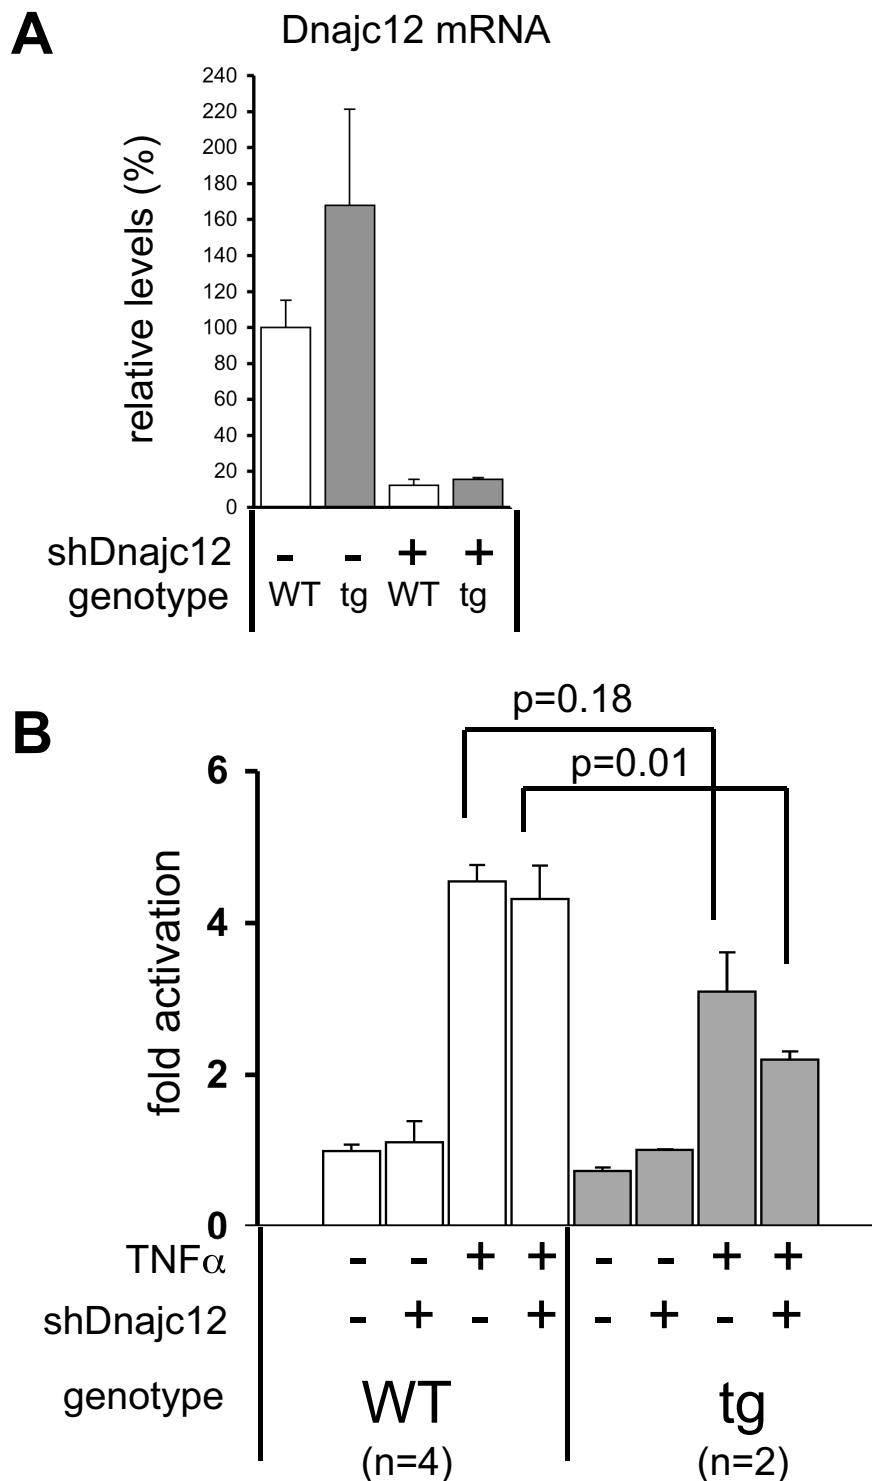 A
Dnajc12 mRNA
relative levels (%)
240
220
200
180
160
140
120
100
80
60
40
20
0
shDnajc12 - - + +
genotype WT tg WT tg
B
p=0.18
p=0.01
fold activation
6
4
2
0
TNFα - - + + - - + +
shDnajc12 - + - + - + - +
genotype WT tg
(n=4) (n=2)